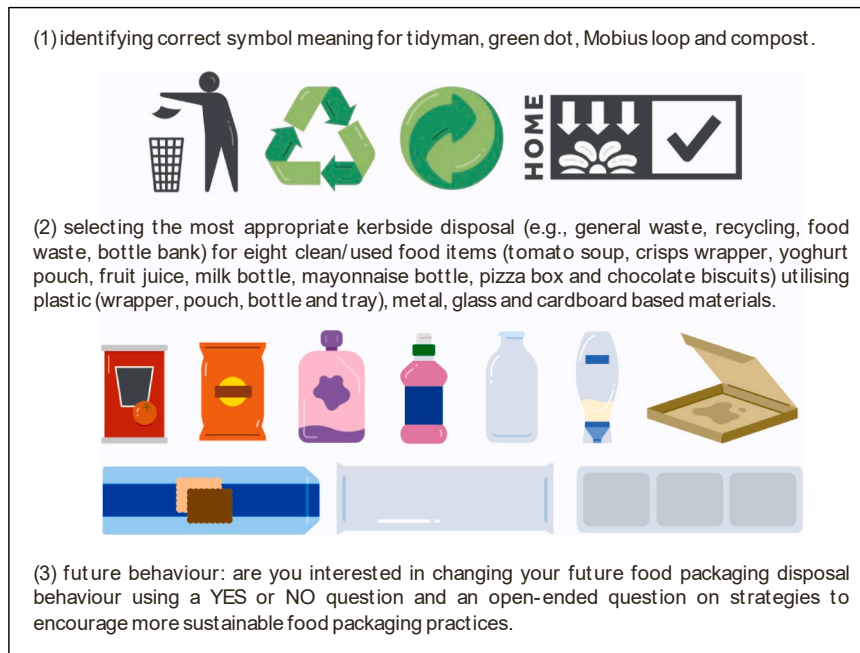 (1) identifying correct symbol meaning for tidyman, green dot, Mobius loop and compost.
HOME
(2) selecting the most appropriate kerbside disposal (e.g., general waste, recycling, food
waste, bottle bank) for eight clean/used food items (tomato soup, crisps wrapper, yoghurt
pouch, fruit juice, milk bottle, mayonnaise bottle, pizza box and chocolate biscuits) utilising
plastic (wrapper, pouch, bottle and tray), metal, glass and cardboard based materials.
(3) future behaviour: are you interested in changing your future food packaging disposal
behaviour using a YES or NO question and an open-ended question on strategies to
encourage more sustainable food packaging practices.